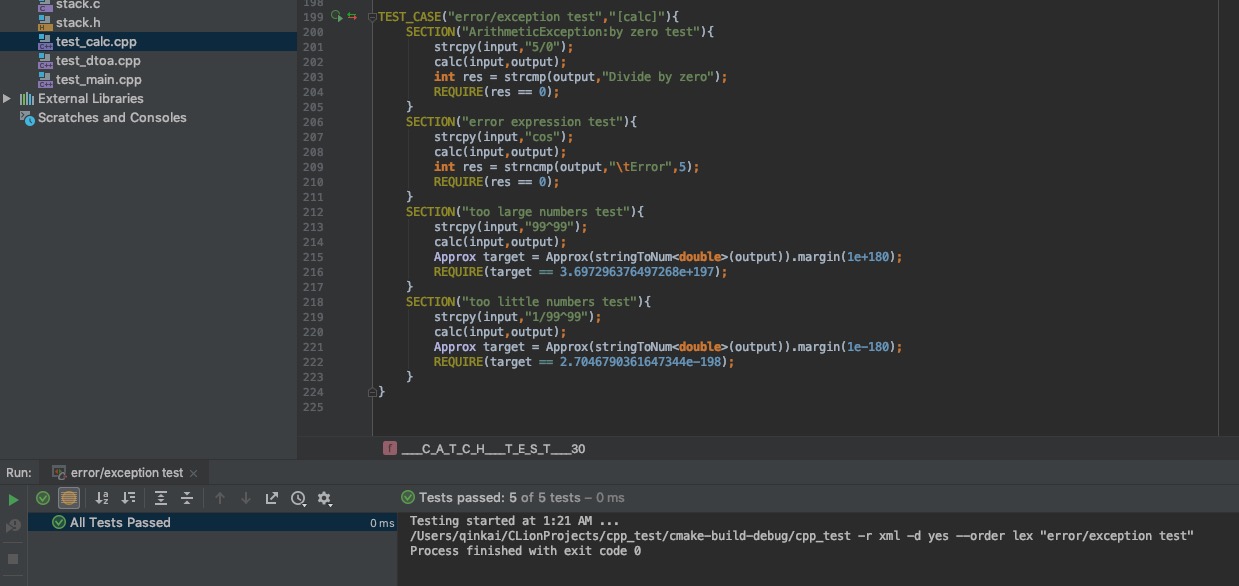 stack.c
stack.h
test_calc.cpp
test_dtoa.cpp
test_main.cpp
External Libraries
Scratches and Consoles
198
199 TEST_CASE("error/exception test","[calc]"){
200     SECTION("ArithmeticException:by zero test"){
201         strcpy(input,"5/0");
202         calc(input,output);
203         int res = strcmp(output,"Divide by zero");
204         REQUIRE(res == 0);
205     }
206     SECTION("error expression test"){
207         strcpy(input,"cos");
208         calc(input,output);
209         int res = strncmp(output,"\tError",5);
210         REQUIRE(res == 0);
211     }
212     SECTION("too large numbers test"){
213         strcpy(input,"99^99");
214         calc(input,output);
215         Approx target = Approx(stringToNum<double>(output)).margin(1e+180);
216         REQUIRE(target == 3.697296376497268e+197);
217     }
218     SECTION("too little numbers test"){
219         strcpy(input,"1/99^99");
220         calc(input,output);
221         Approx target = Approx(stringToNum<double>(output)).margin(1e-180);
222         REQUIRE(target == 2.7046790361647344e-198);
223     }
224 }
225
f ____C_A_T_C_H____T_E_S_T____30
Run: error/exception test
Tests passed: 5 of 5 tests – 0 ms
All Tests Passed 0 ms
Testing started at 1:21 AM ...
/Users/qinkai/CLionProjects/cpp_test/cmake-build-debug/cpp_test -r xml -d yes --order lex "error/exception test"
Process finished with exit code 0